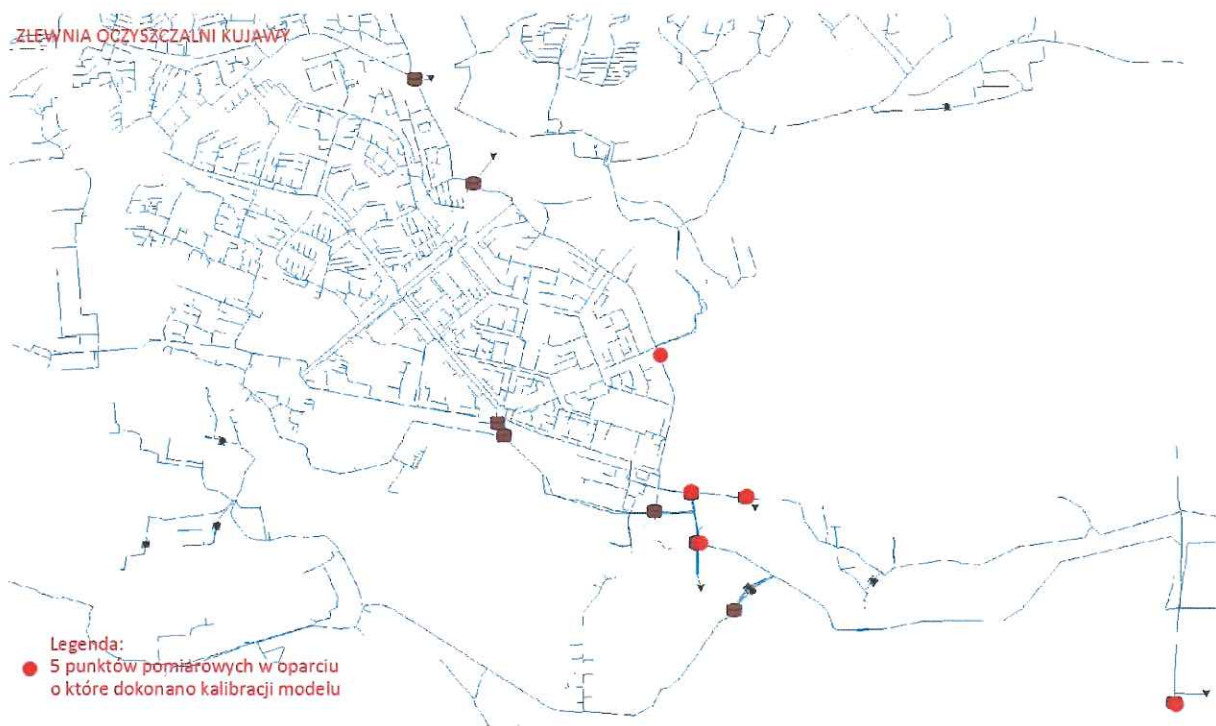 ZLEWNIA OCZYSZCZALNI KUJAWY
Legenda:
5 punktów pomiarowych w oparciu
o które dokonano kalibracji modelu